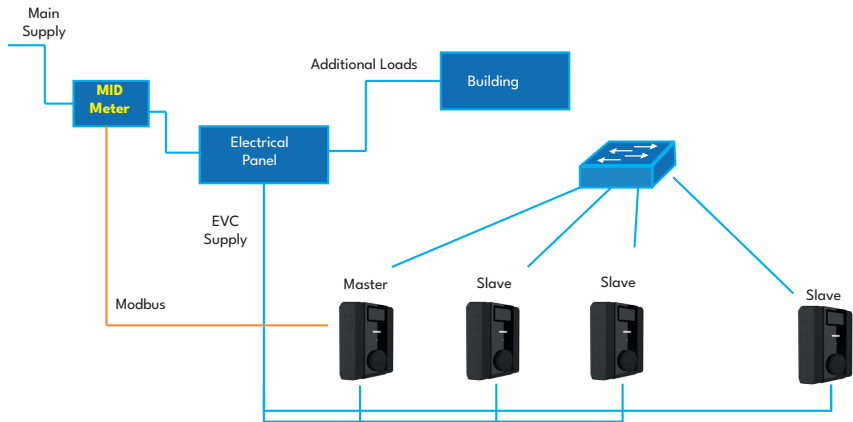 Main
Supply
MID
Meter
Additional Loads
Building
Electrical
Panel
EVC
Supply
Modbus
Master
Slave
Slave
Slave